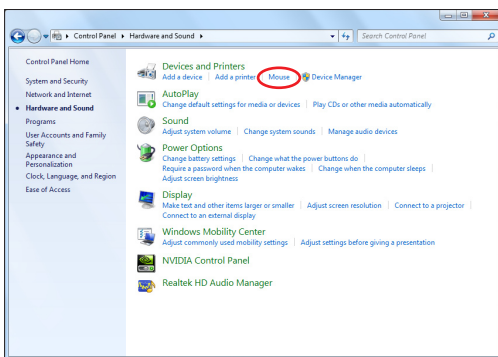 Control Panel ▸ Hardware and Sound ▸
Search Control Panel
Control Panel Home
System and Security
Network and Internet
Hardware and Sound
Programs
User Accounts and Family
Safety
Appearance and
Personalization
Clock, Language, and Region
Ease of Access
Devices and Printers
Add a device | Add a printer | Mouse | Device Manager
AutoPlay
Change default settings for media or devices | Play CDs or other media automatically
Sound
Adjust system volume | Change system sounds | Manage audio devices
Power Options
Change battery settings | Change what the power buttons do |
Require a password when the computer wakes | Change when the computer sleeps |
Adjust screen brightness
Display
Make text and other items larger or smaller | Adjust screen resolution | Connect to a projector |
Connect to an external display
Windows Mobility Center
Adjust commonly used mobility settings | Adjust settings before giving a presentation
NVIDIA Control Panel
Realtek HD Audio Manager